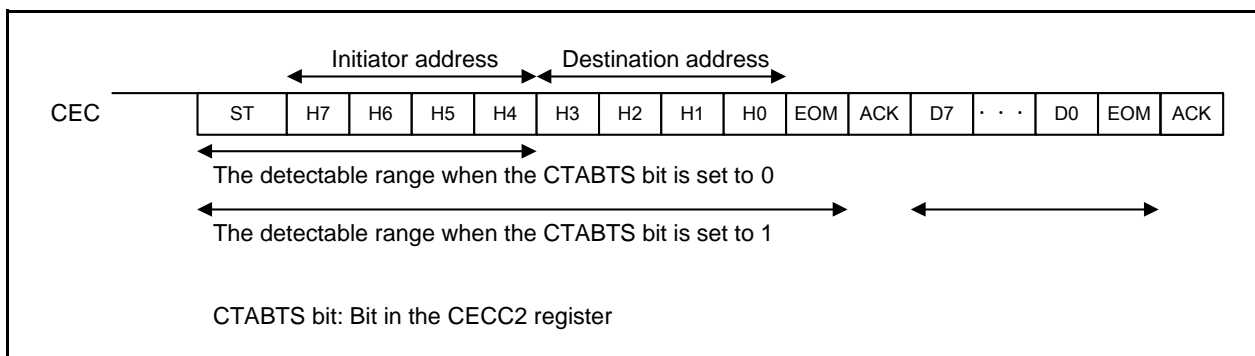 Initiator address Destination address
CEC ST H7 H6 H5 H4 H3 H2 H1 H0 EOM ACK D7 · · · D0 EOM ACK
The detectable range when the CTABTS bit is set to 0
The detectable range when the CTABTS bit is set to 1
CTABTS bit: Bit in the CECC2 register